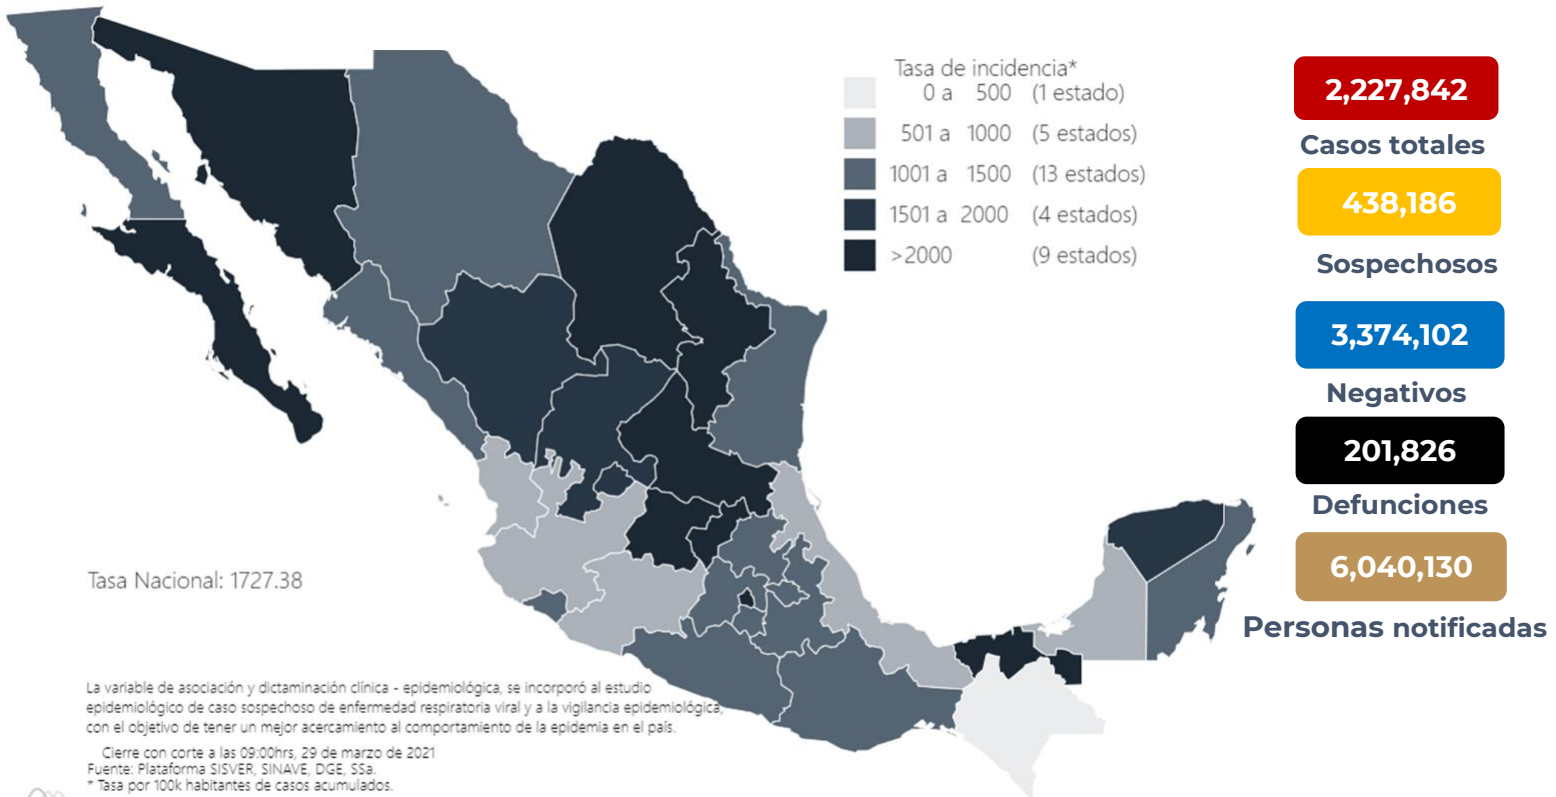 Tasa de incidencia*
0 a 500 (1 estado)
501 a 1000 (5 estados)
1001 a 1500 (13 estados)
1501 a 2000 (4 estados)
>2000 (9 estados)
2,227,842
Casos totales
438,186
Sospechosos
3,374,102
Negativos
201,826
Defunciones
6,040,130
Personas notificadas
Tasa Nacional: 1727.38
La variable de asociación y dictaminación clínica - epidemiológica, se incorporó al estudio
epidemiológico de caso sospechoso de enfermedad respiratoria viral y a la vigilancia epidemiológica,
con el objetivo de tener un mejor acercamiento al comportamiento de la epidemia en el país.
Cierre con corte a las 09:00hrs, 29 de marzo de 2021
Fuente: Plataforma SISVER, SINAVE, DGE, SSa.
* Tasa por 100k habitantes de casos acumulados.